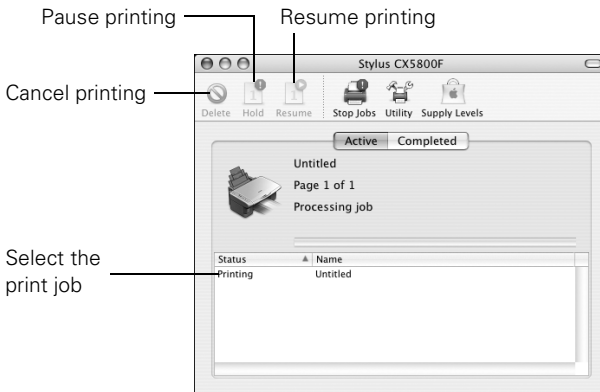 Pause printing
Resume printing
Stylus CX5800F
Cancel printing
Delete Hold Resume Stop Jobs Utility Supply Levels
Active Completed
Untitled
Page 1 of 1
Processing job
Select the
print job
Status Name
Printing Untitled